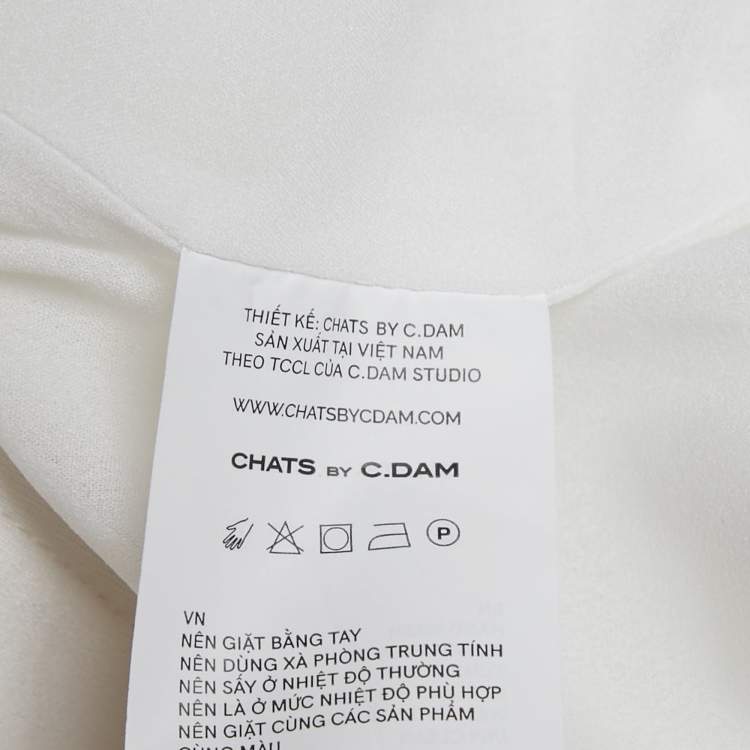 THIẾT KẾ: CHATS BY C.DAM
SẢN XUẤT TẠI VIỆT NAM
THEO TCCL CỦA C.DAM STUDIO
WWW.CHATSBYCDAM.COM
CHATS BY C.DAM
P
VN
NÊN GIẶT BẰNG TAY
NÊN DÙNG XÀ PHÒNG TRUNG TÍNH
NÊN SẤY Ở NHIỆT ĐỘ THƯỜNG
NÊN LÀ Ở MỨC NHIỆT ĐỘ PHÙ HỢP
NÊN GIẶT CÙNG CÁC SẢN PHẨM
CÙNG MÀU